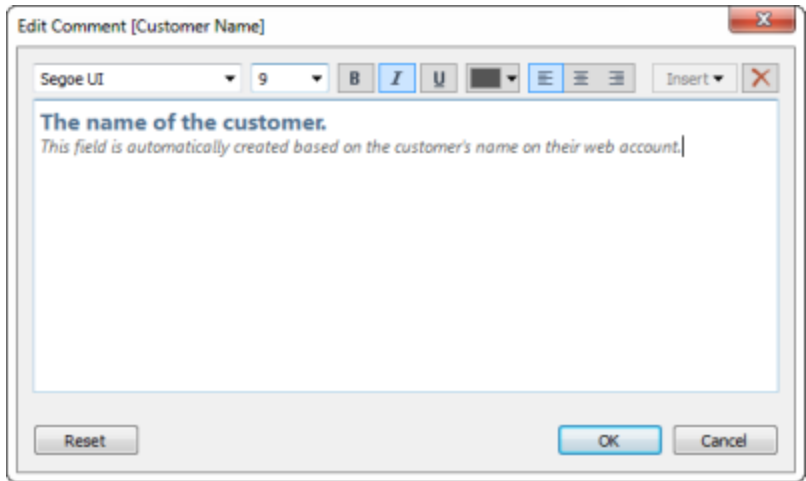 Edit Comment [Customer Name]
Segoe UI 9 B I U Insert
The name of the customer.
This field is automatically created based on the customer's name on their web account.
Reset OK Cancel